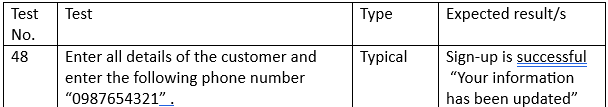 Test No. Test Type Expected result/s
48 Enter all details of the customer and Typical Sign-up is successful
enter the following phone number "Your information
"0987654321" . has been updated"